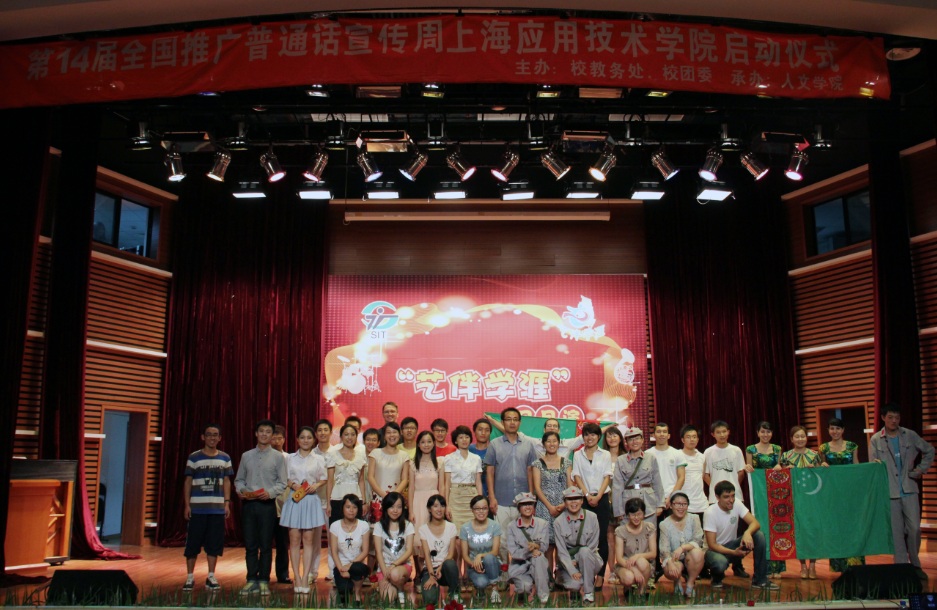 第14届全国推广普通话宣传周上海应用技术学院启动仪式
主办：校教务处、校团委 承办：人文学院
SIT
“艺伴学涯”